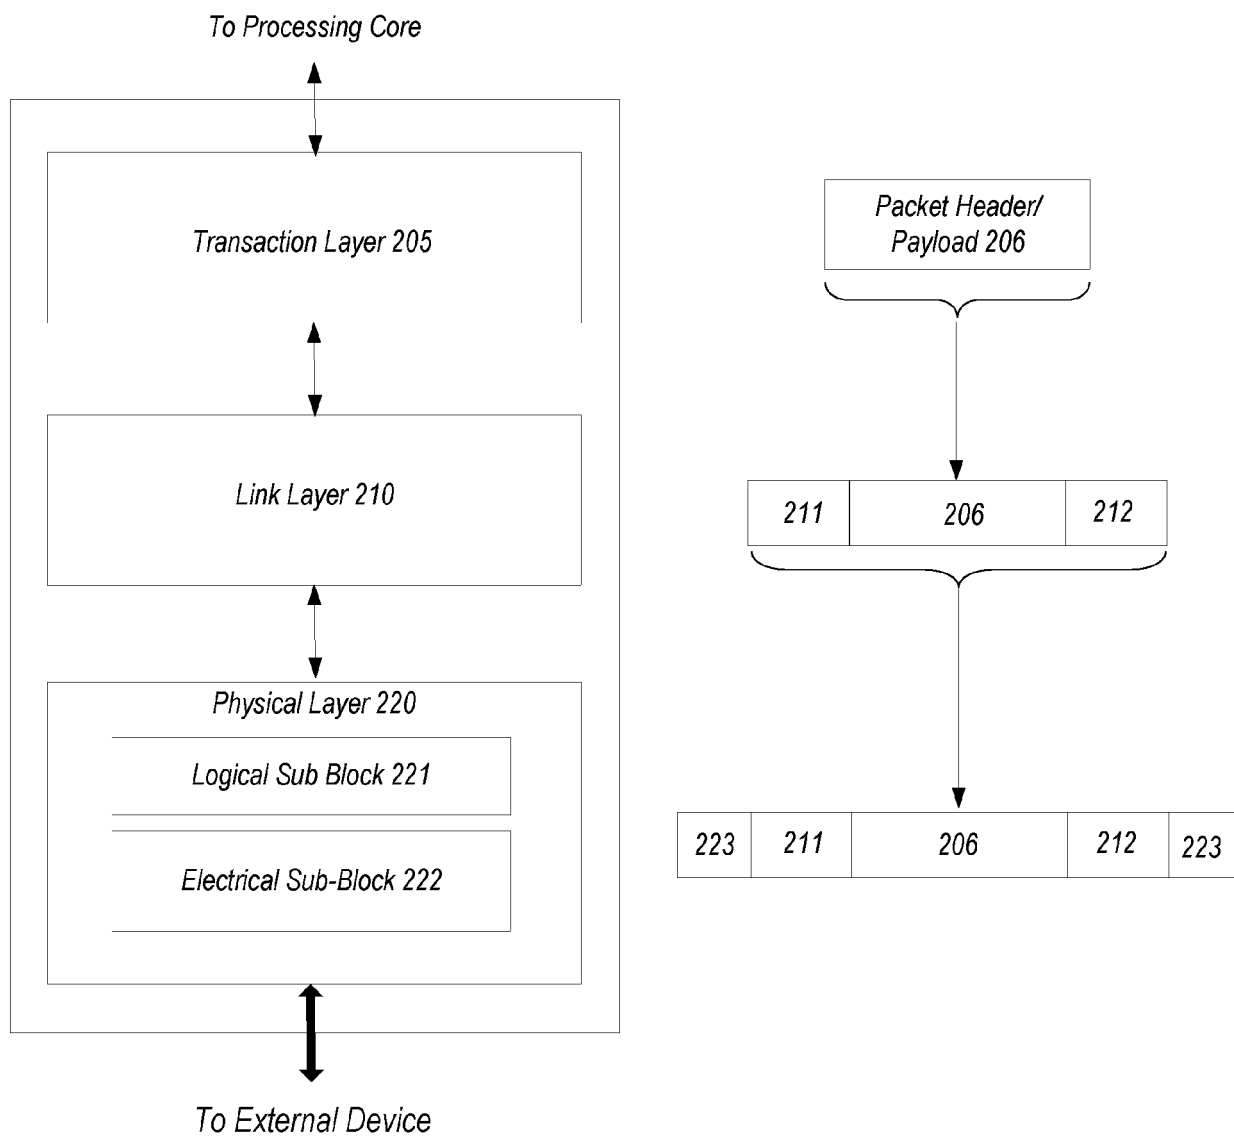 To Processing Core
Transaction Layer 205
Packet Header/
Payload 206
Link Layer 210
211 206 212
Physical Layer 220
Logical Sub Block 221
Electrical Sub-Block 222
223 211 206 212 223
To External Device